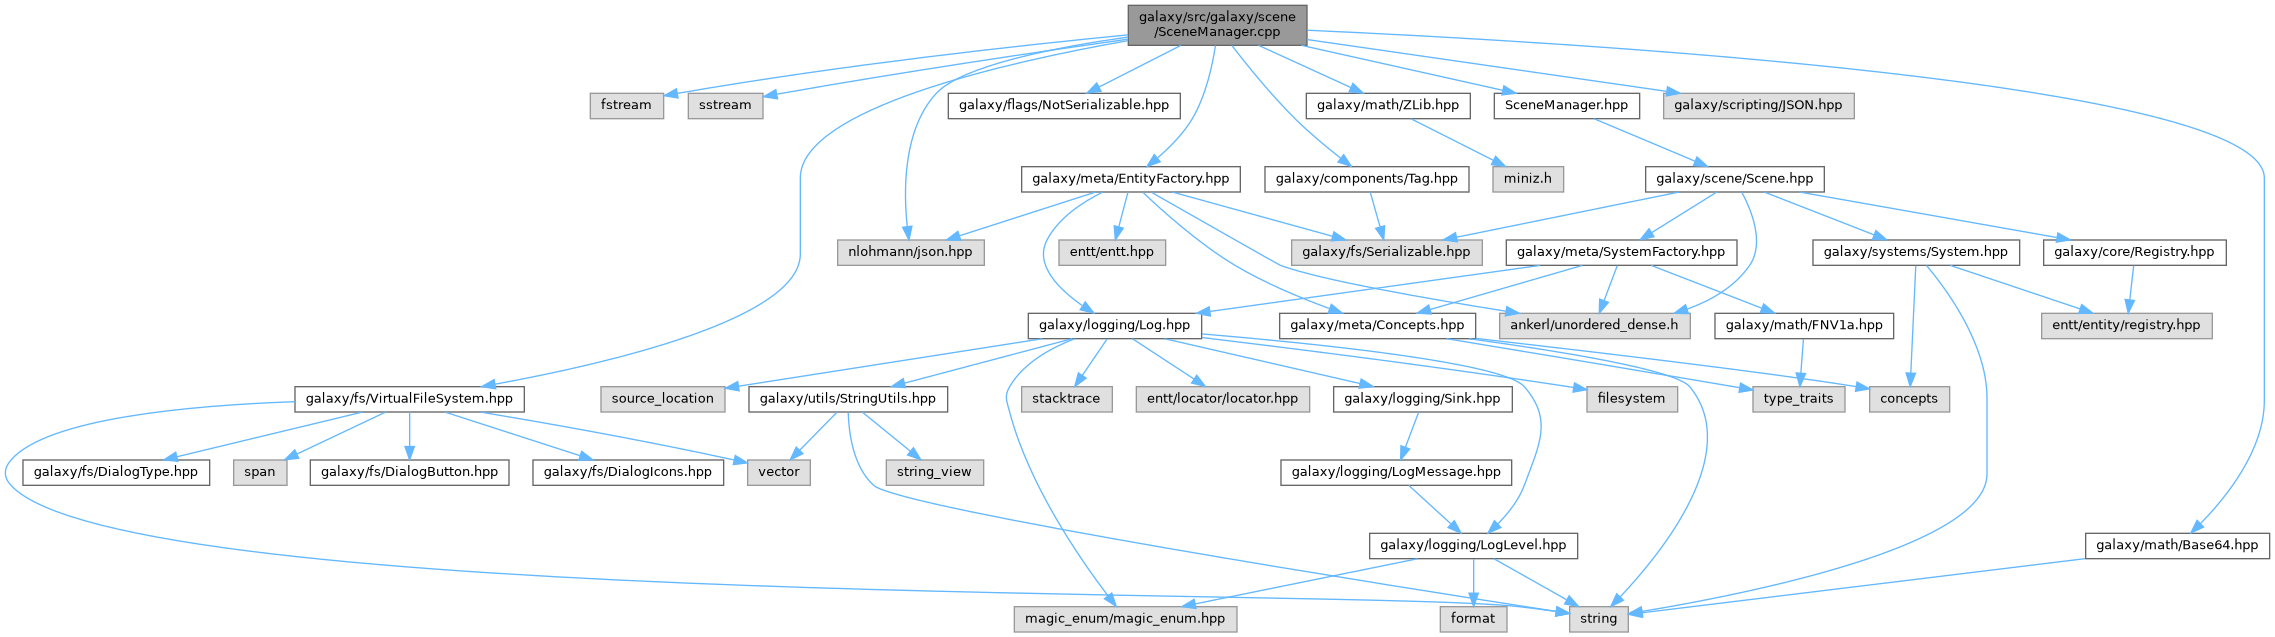 galaxy/src/galaxy/scene
/SceneManager.cpp
fstream
sstream
galaxy/flags/NotSerializable.hpp
galaxy/math/ZLib.hpp
SceneManager.hpp
galaxy/scripting/JSON.hpp
galaxy/meta/EntityFactory.hpp
galaxy/components/Tag.hpp
miniz.h
galaxy/scene/Scene.hpp
nlohmann/json.hpp
entt/entt.hpp
galaxy/fs/Serializable.hpp
galaxy/meta/SystemFactory.hpp
galaxy/systems/System.hpp
galaxy/core/Registry.hpp
galaxy/logging/Log.hpp
galaxy/meta/Concepts.hpp
ankerl/unordered_dense.h
galaxy/math/FNV1a.hpp
entt/entity/registry.hpp
galaxy/fs/VirtualFileSystem.hpp
source_location
galaxy/utils/StringUtils.hpp
stacktrace
entt/locator/locator.hpp
galaxy/logging/Sink.hpp
filesystem
type_traits
concepts
galaxy/fs/DialogType.hpp
span
galaxy/fs/DialogButton.hpp
galaxy/fs/DialogIcons.hpp
vector
string_view
galaxy/logging/LogMessage.hpp
galaxy/logging/LogLevel.hpp
galaxy/math/Base64.hpp
magic_enum/magic_enum.hpp
format
string